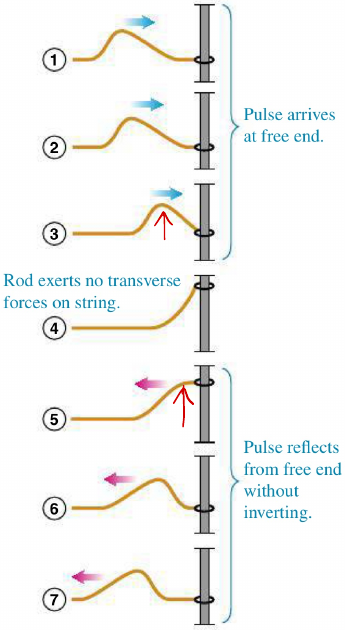 1
Pulse arrives
at free end.
2
3
Rod exerts no transverse
forces on string.
4
5
Pulse reflects
from free end
without
inverting.
6
7